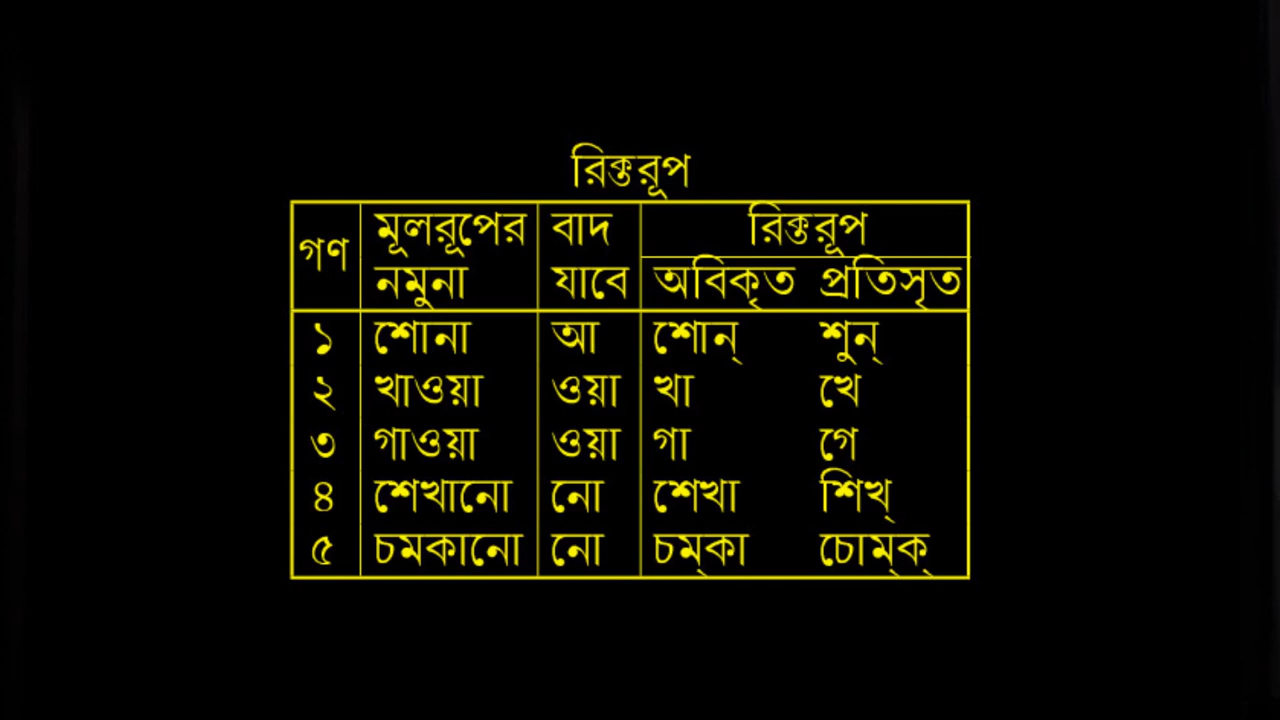 রিক্তরূপ
গণ মূলরূপের নমুনা বাদ যাবে রিক্তরূপ
অবিকৃত প্রতিসৃত
১ শোনা আ শোন্ শুন্
২ খাওয়া ওয়া খা খে
৩ গাওয়া ওয়া গা গে
৪ শেখানো নো শেখা শিখ্
৫ চমকানো নো চম্‌কা চোম্‌ক্